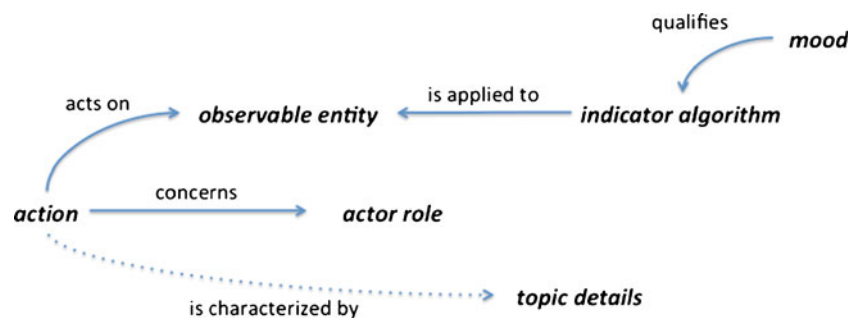 qualifies
mood
acts on
observable entity
is applied to
indicator algorithm
concerns
action
actor role
topic details
is characterized by